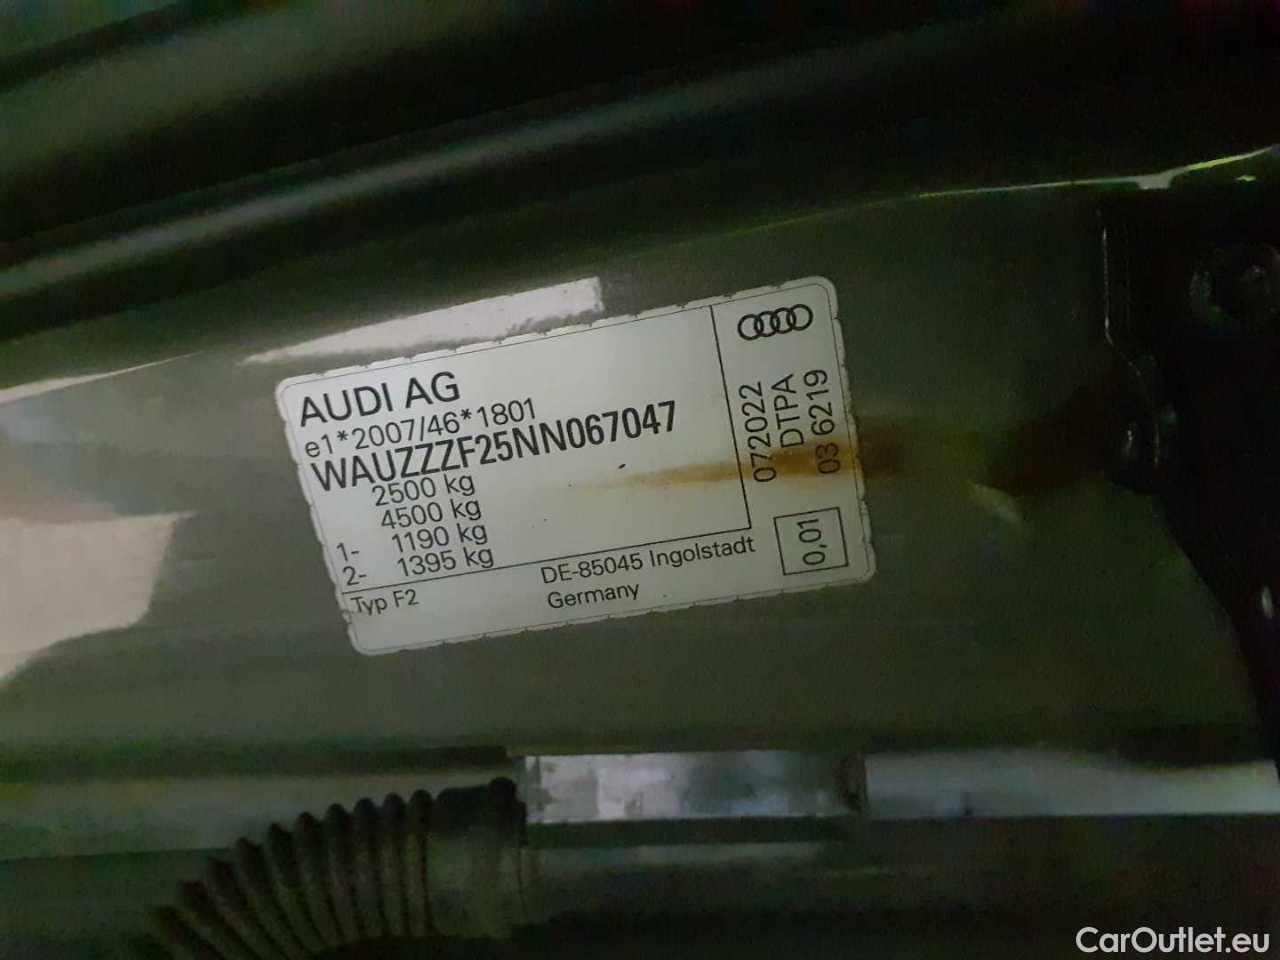 AUDI AG
e1*2007/46*1801
WAUZZZF25NN067047
2500 kg
4500 kg
1- 1190 kg
2- 1395 kg
Typ F2
DE-85045 Ingolstadt
Germany
072022
DTPA
03 6219
0,01
CarOutlet.eu